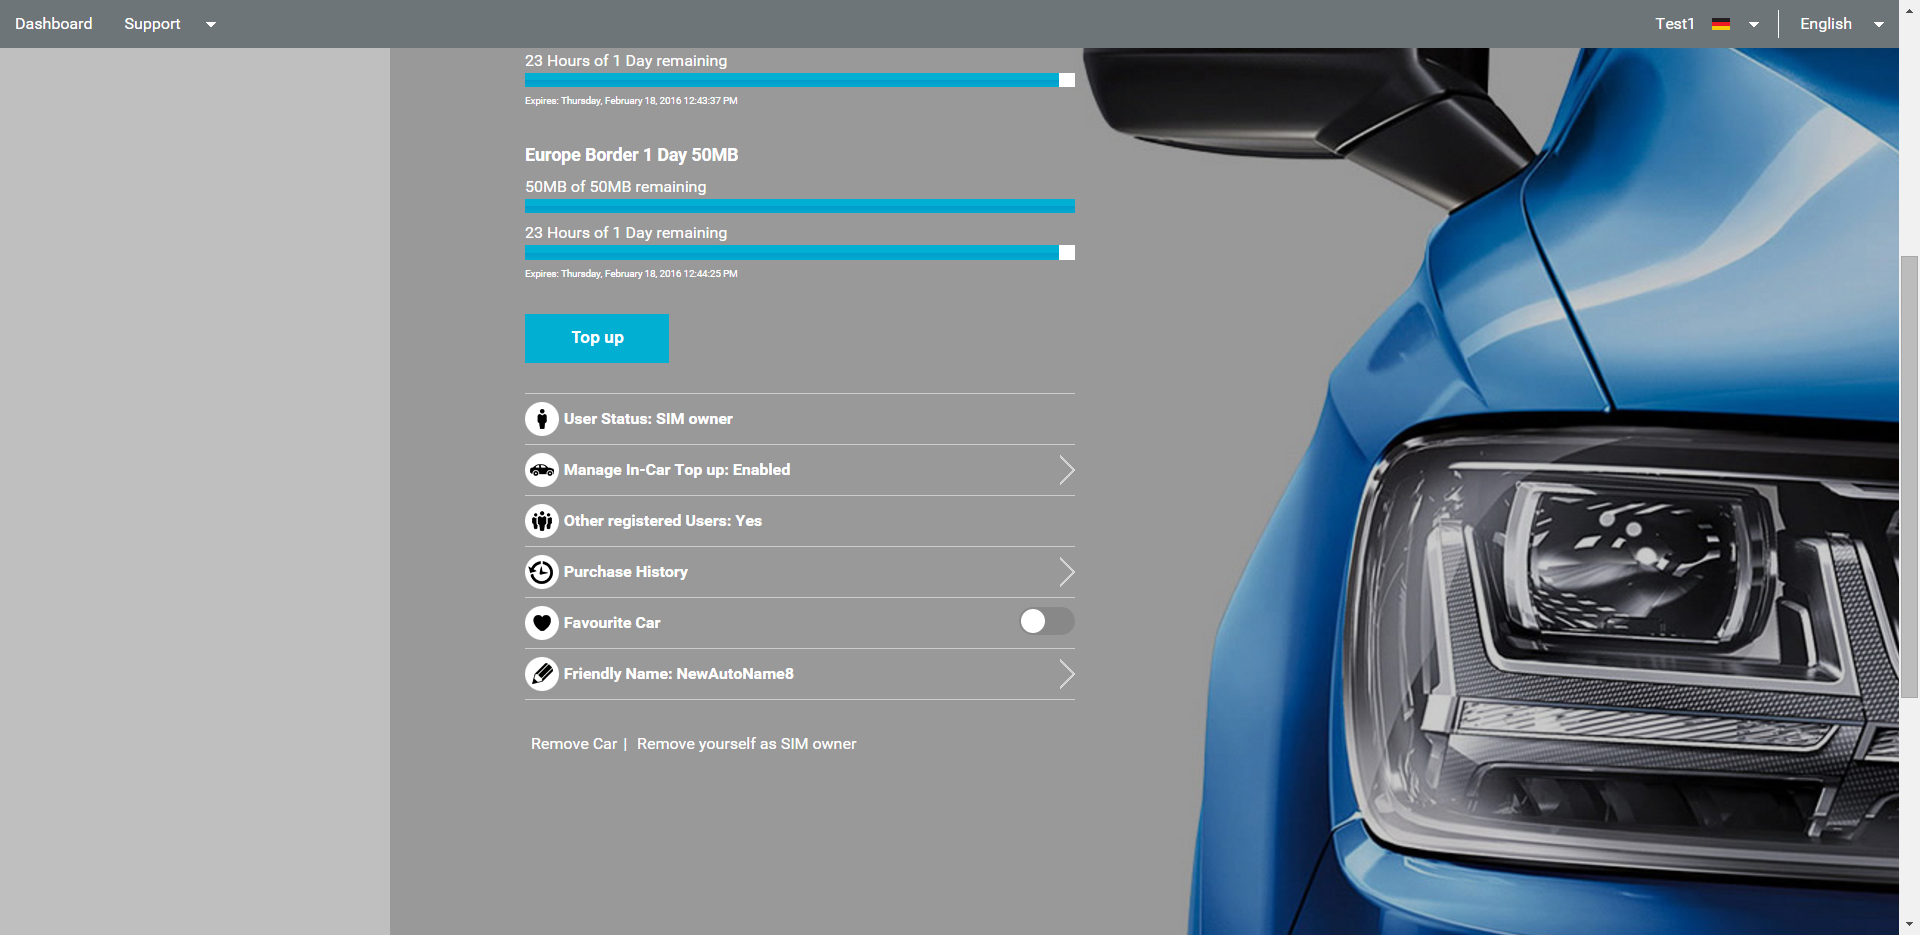 Dashboard Support Test1 English
23 Hours of 1 Day remaining
Expires: Thursday, February 18, 2016 12:43:37 PM
Europe Border 1 Day 50MB
50MB of 50MB remaining
23 Hours of 1 Day remaining
Expires: Thursday, February 18, 2016 12:44:25 PM
Top up
User Status: SIM owner
Manage In-Car Top up: Enabled
Other registered Users: Yes
Purchase History
Favourite Car
Friendly Name: NewAutoName8
Remove Car | Remove yourself as SIM owner